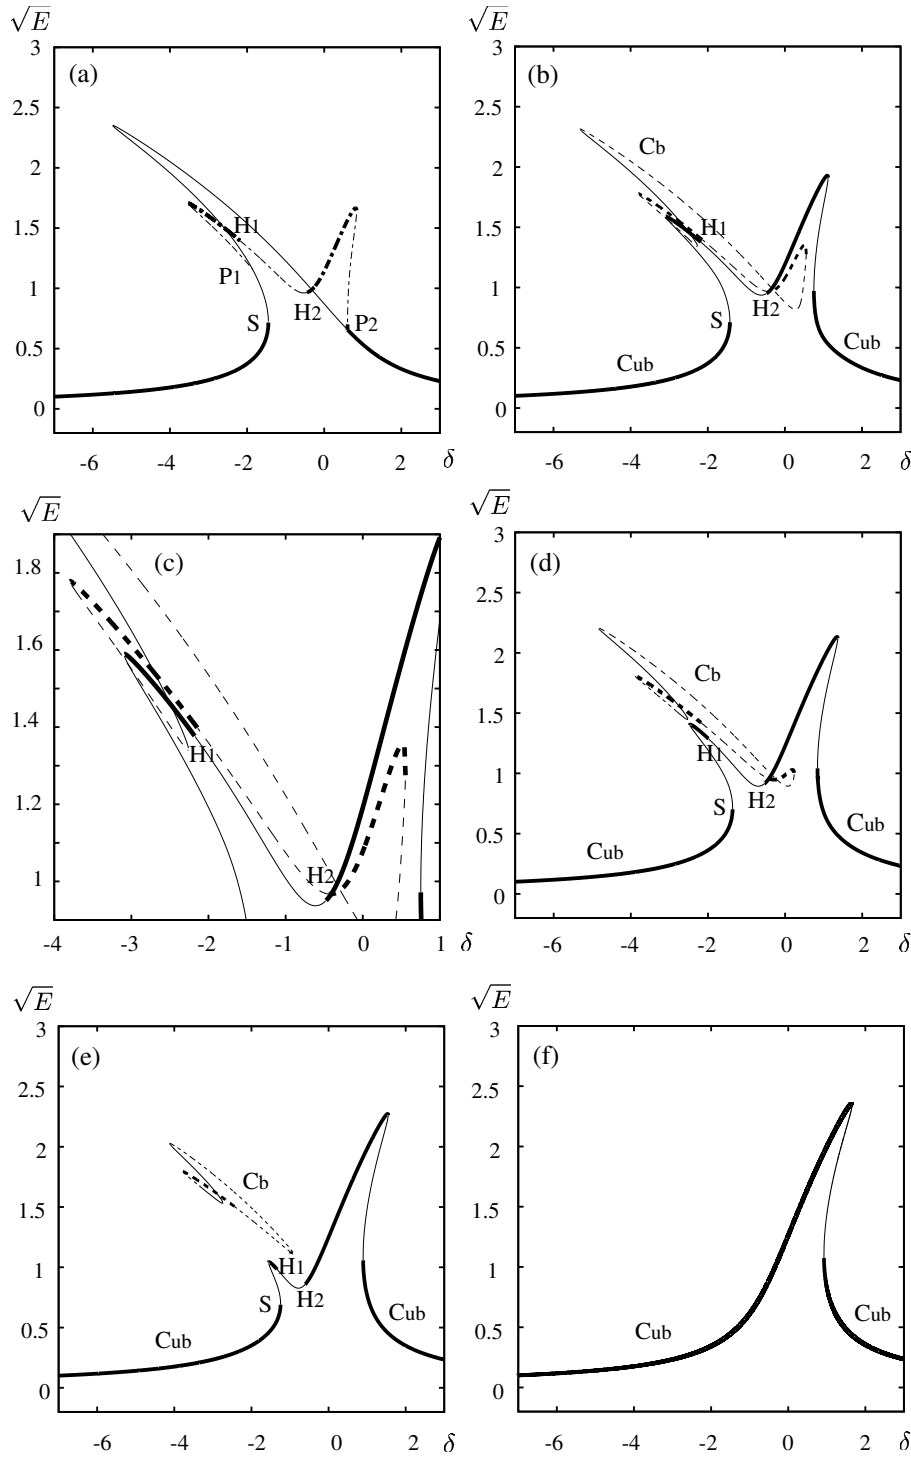 √E √E
3 3
(a) (b)
2.5 2.5
Cb
2 2
H1 H1
1.5 1.5
P1
1 1
H2 H2
S P2 S
0.5 Cub Cub 0.5
0 0
-6 -4 -2 0 2 δ -6 -4 -2 0 2 δ
√E √E
3
1.8 (c) (d)
2.5
1.6 2 Cb
1.4 1.5
H1 H1
1.2 1
H2 S H2
1 0.5 Cub Cub
0
-4 -3 -2 -1 0 1 δ -6 -4 -2 0 2 δ
√E √E
3 3
(e) (f)
2.5 2.5
2 2
Cb
1.5 1.5
1 H1 1
S H2
0.5 Cub Cub 0.5 Cub Cub
0 0
-6 -4 -2 0 2 δ -6 -4 -2 0 2 δ